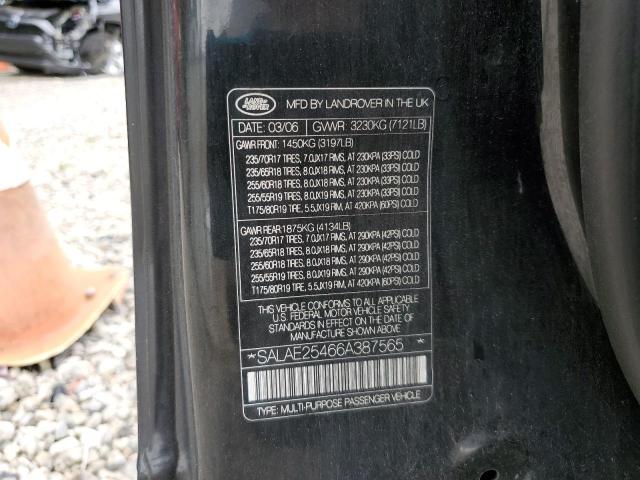 LAND ROVER
MFD BY LANDROVER IN THE UK
DATE: 03/06 GVWR: 3230KG (7121LB)
GAWR FRONT: 1450KG (3197LB)
235/70R17 TIRES, 7.0JX17 RIMS, AT 230KPA (33PSI) COLD
235/65R18 TIRES, 8.0JX18 RIMS, AT 230KPA (33PSI) COLD
255/60R18 TIRES, 8.0JX18 RIMS, AT 230KPA (33PSI) COLD
255/55R19 TIRES, 8.0JX19 RIMS, AT 230KPA (33PSI) COLD
T175/80R19 TIRE, 5.5JX19 RIM, AT 420KPA (60PSI) COLD
GAWR REAR: 1875KG (4134LB)
235/70R17 TIRES, 7.0JX17 RIMS, AT 290KPA (42PSI) COLD
235/65R18 TIRES, 8.0JX18 RIMS, AT 290KPA (42PSI) COLD
255/60R18 TIRES, 8.0JX18 RIMS, AT 290KPA (42PSI) COLD
255/55R19 TIRES, 8.0JX19 RIMS, AT 290KPA (42PSI) COLD
T175/80R19 TIRE, 5.5JX19 RIM, AT 420KPA (60PSI) COLD
THIS VEHICLE CONFORMS TO ALL APPLICABLE
U.S. FEDERAL MOTOR VEHICLE SAFETY
STANDARDS IN EFFECT ON THE DATE OF
MANUFACTURE SHOWN ABOVE.
*SALAE25466A387565*
TYPE: MULTI-PURPOSE PASSENGER VEHICLE